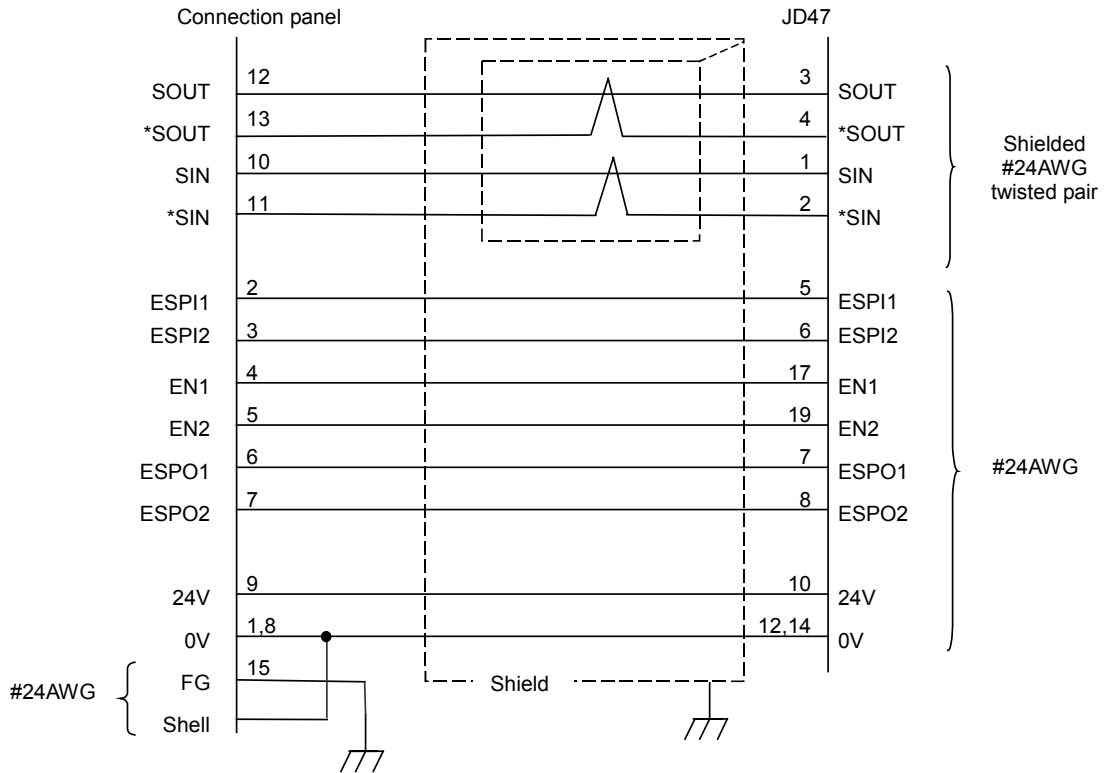 Connection panel JD47
SOUT 12 3 SOUT
*SOUT 13 4 *SOUT
SIN 10 1 SIN
*SIN 11 2 *SIN
Shielded
#24AWG
twisted pair
ESPI1 2 5 ESPI1
ESPI2 3 6 ESPI2
EN1 4 17 EN1
EN2 5 19 EN2
ESPO1 6 7 ESPO1
#24AWG
ESPO2 7 8 ESPO2
24V 9 10 24V
0V 1,8 12,14 0V
#24AWG
FG 15
Shield
Shell